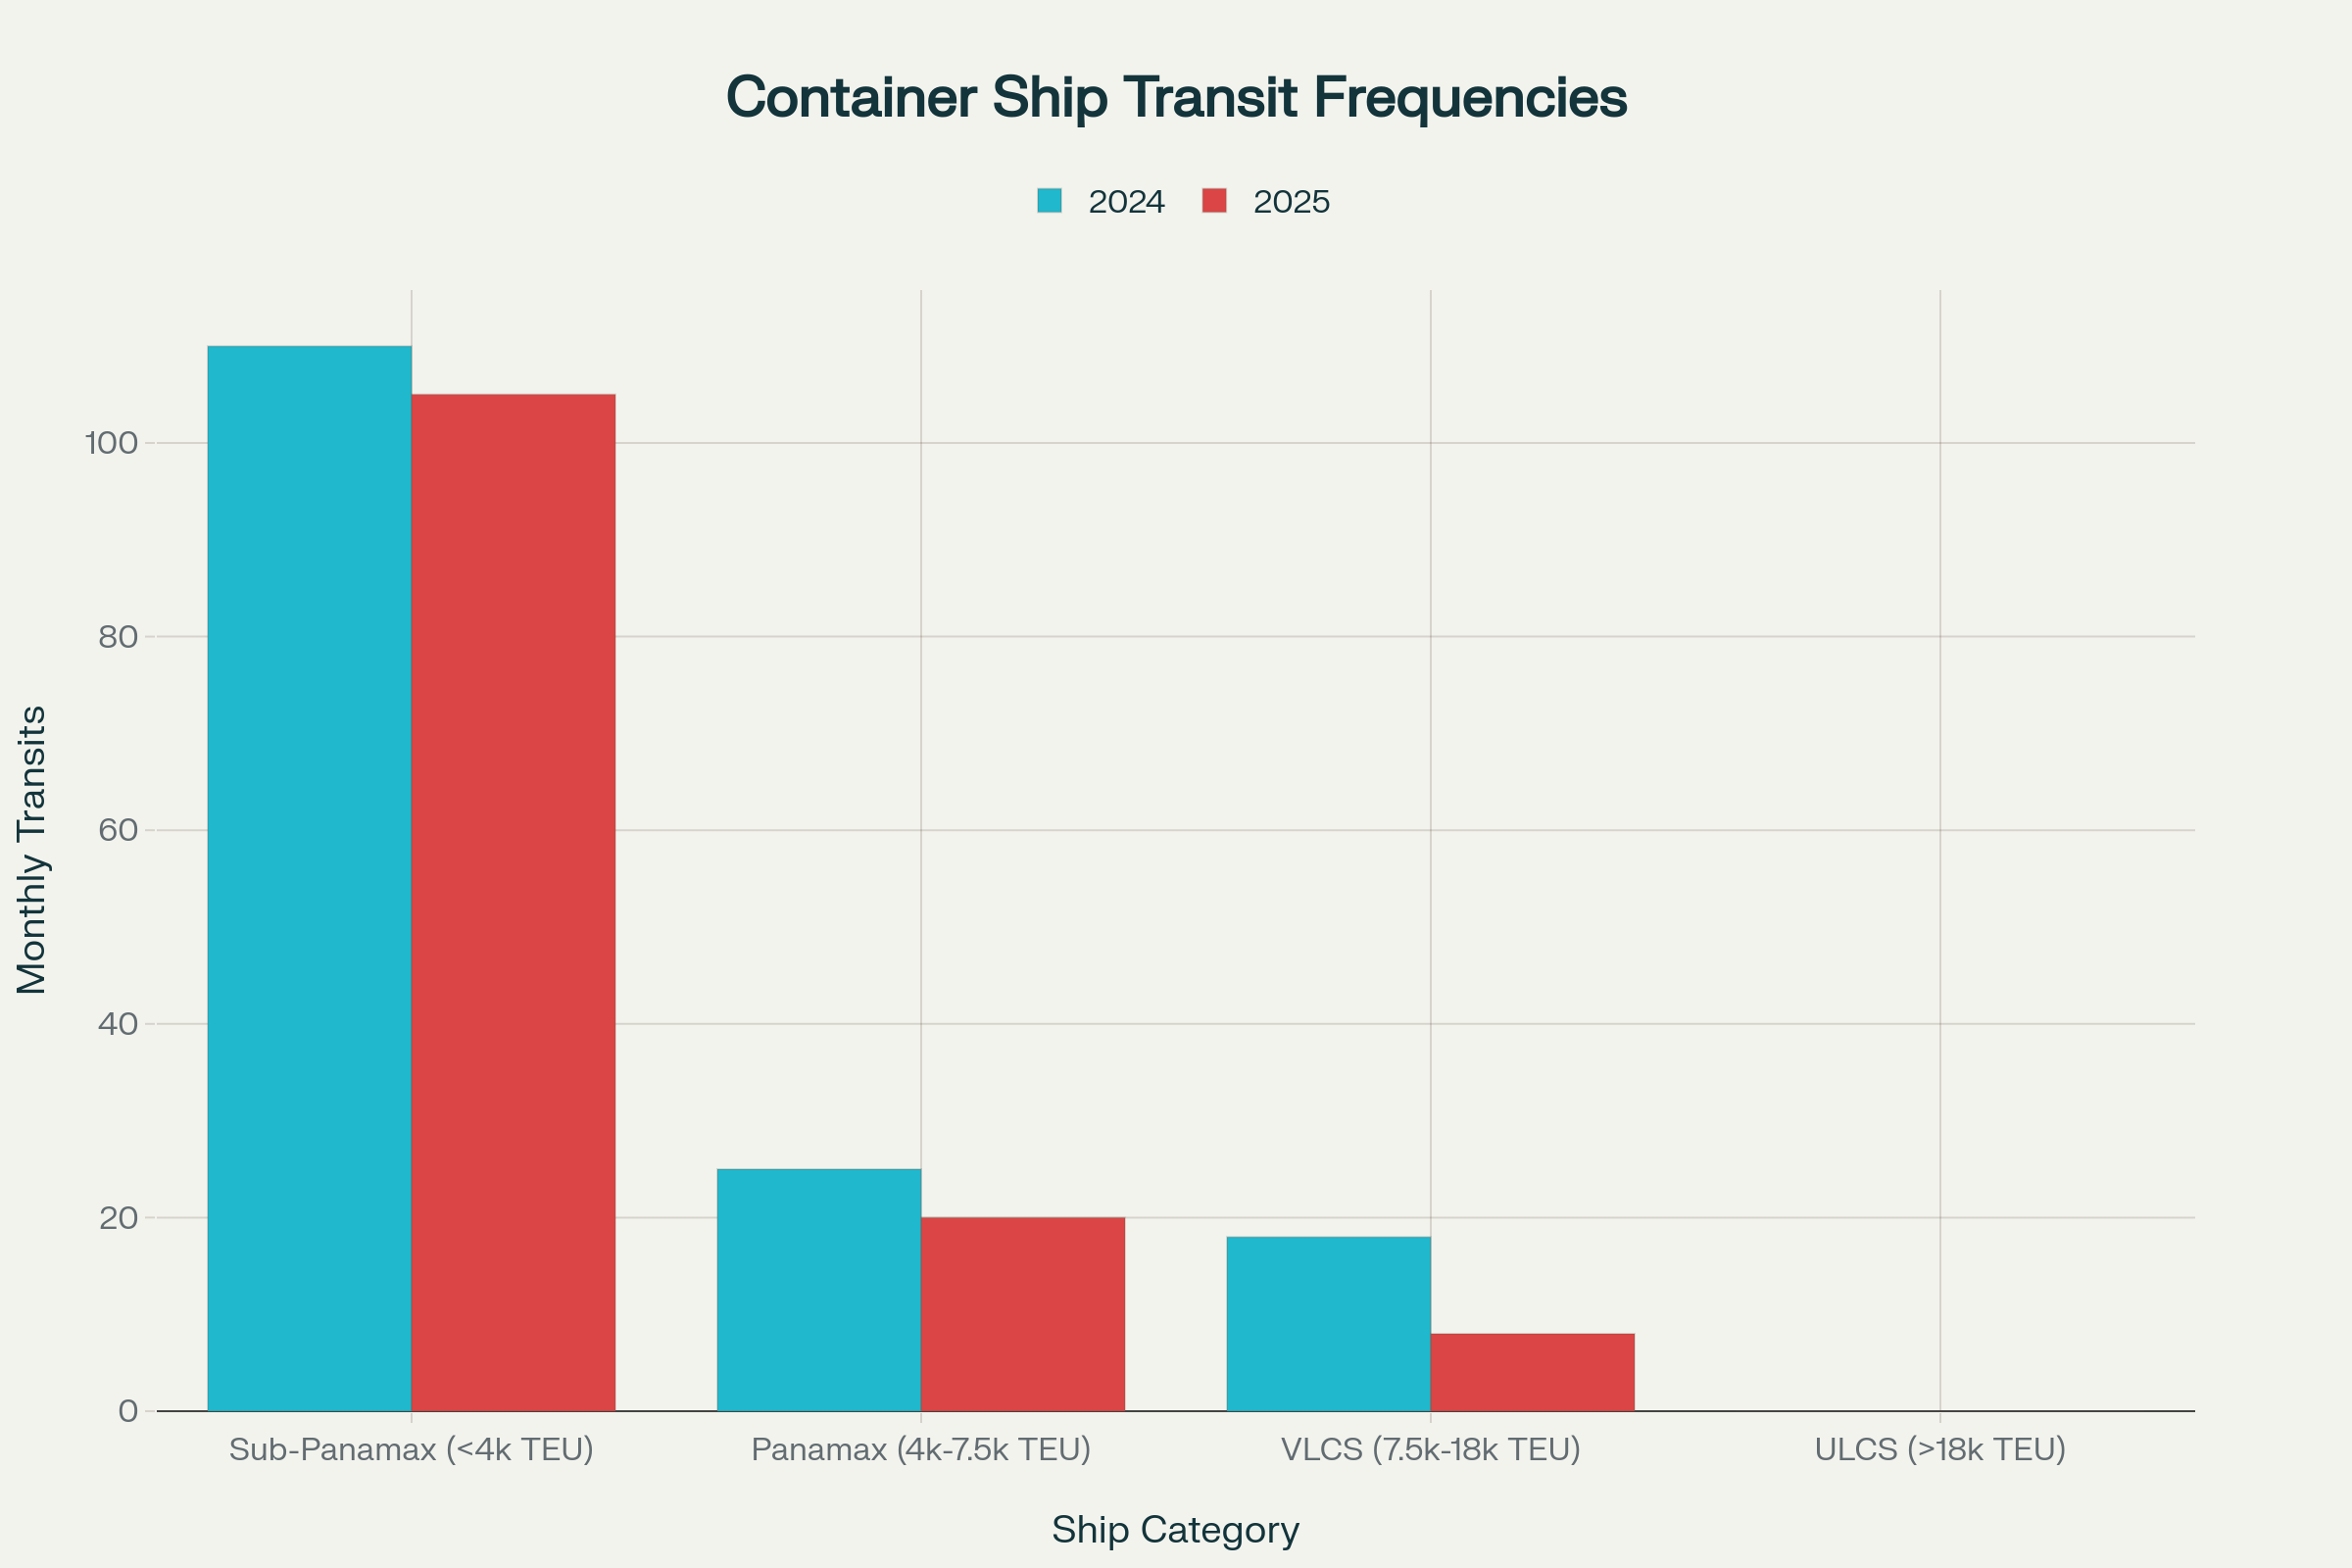 Container Ship Transit Frequencies
2024 2025
Monthly Transits
100
80
60
40
20
0
Sub-Panamax (<4k TEU) Panamax (4k-7.5k TEU) VLCS (7.5k-18k TEU) ULCS (>18k TEU)
Ship Category